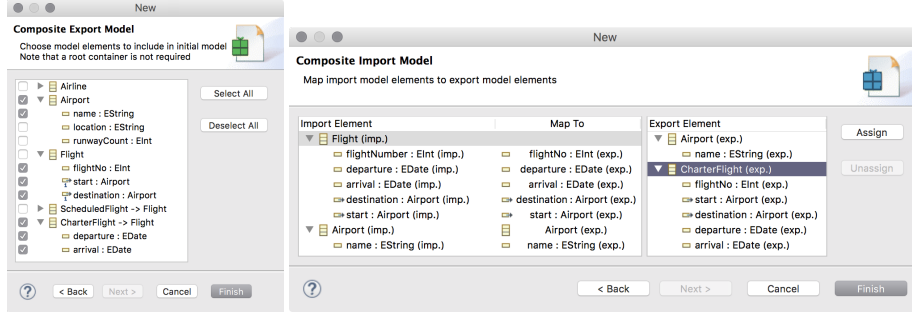 New
Composite Export Model
Choose model elements to include in initial model
Note that a root container is not required
Airline
Airport
name : EString
location : EString
runwayCount : EInt
Flight
flightNo : EInt
start : Airport
destination : Airport
ScheduledFlight -> Flight
CharterFlight -> Flight
departure : EDate
arrival : EDate
Select All
Deselect All
? < Back Next > Cancel Finish
New
Composite Import Model
Map import model elements to export model elements
Import Element Map To Export Element
Flight (imp.) Airport (exp.)
flightNumber : EInt (imp.) flightNo : EInt (exp.) name : EString (exp.)
departure : EDate (imp.) departure : EDate (exp.) CharterFlight (exp.)
arrival : EDate (imp.) arrival : EDate (exp.) flightNo : EInt (exp.)
destination : Airport (imp.) destination : Airport (exp.) start : Airport (exp.)
start : Airport (imp.) start : Airport (exp.) destination : Airport (exp.)
Airport (imp.) Airport (exp.) departure : EDate (exp.)
name : EString (imp.) name : EString (exp.) arrival : EDate (exp.)
Assign
Unassign
? < Back Next > Cancel Finish